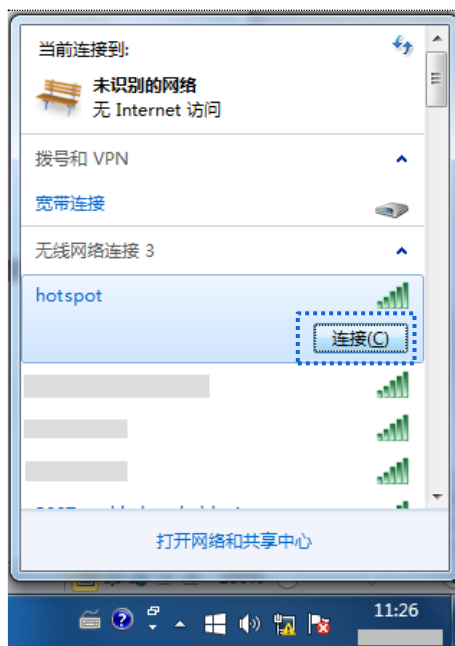 当前连接到:
未识别的网络
无 Internet 访问
拨号和 VPN
宽带连接
无线网络连接 3
hotspot
连接(C)
打开网络和共享中心
11:26